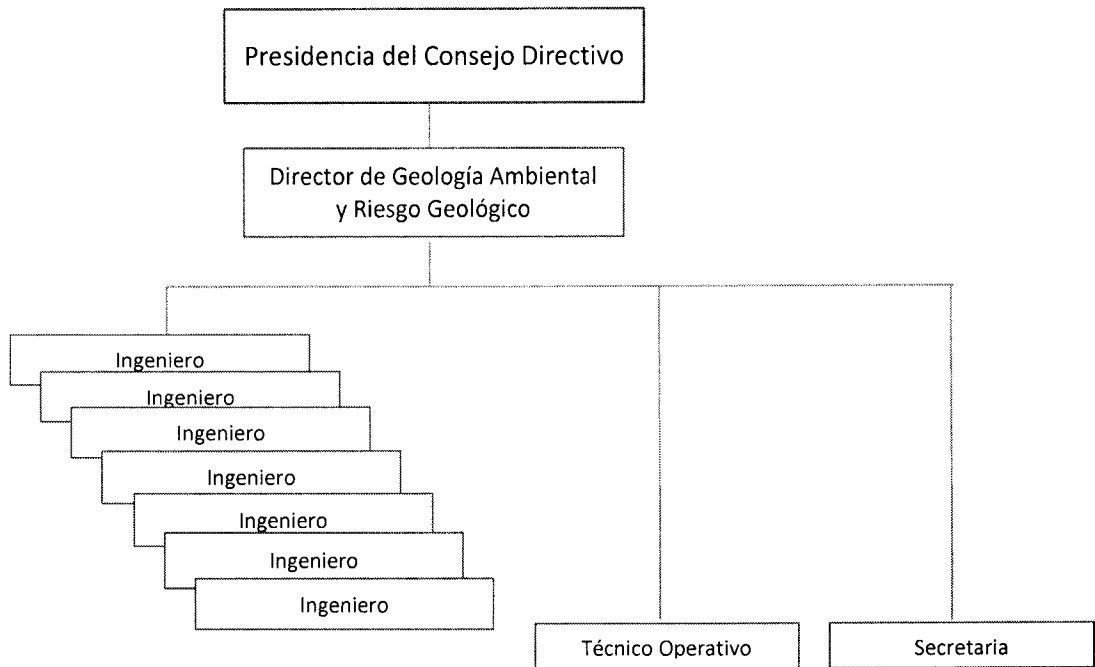 Presidencia del Consejo Directivo
Director de Geología Ambiental
y Riesgo Geológico
Ingeniero
Ingeniero
Ingeniero
Ingeniero
Ingeniero
Ingeniero
Ingeniero
Técnico Operativo
Secretaria